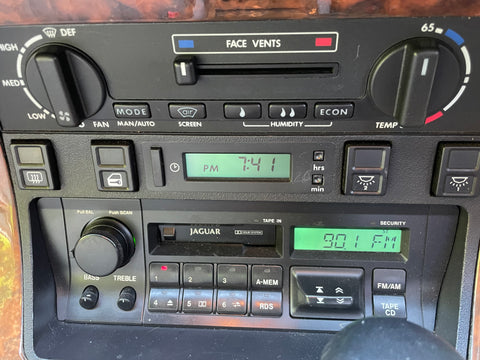 HIGH DEF
MED
LOW FAN
FACE VENTS
65
TEMP
MODE
MAN/AUTO
SCREEN
HUMIDITY
ECON
PM 7:41
hrs
min
Pull BAL Push SCAN
TAPE IN
SECURITY
JAGUAR DOLBY SYSTEM
90.1 FM
BASS TREBLE
1 2 3 A-MEM
4 5 6 RDS
FM/AM
TAPE
CD